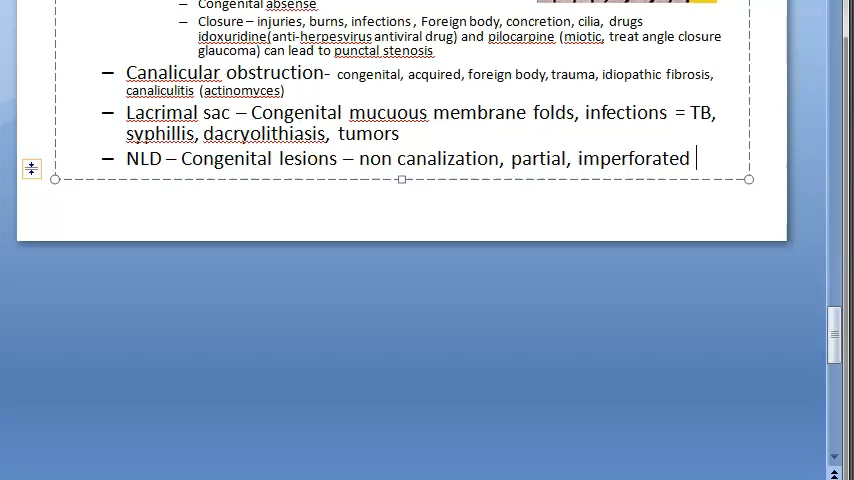 – Congenital absense
– Closure – injuries, burns, infections , Foreign body, concretion, cilia, drugs
idoxuridine(anti-herpesvirus antiviral drug) and pilocarpine (miotic, treat angle closure
glaucoma) can lead to punctal stenosis
– Canalicular obstruction- congenital, acquired, foreign body, trauma, idiopathic fibrosis,
canaliculitis (actinomyces)
– Lacrimal sac – Congenital mucuous membrane folds, infections = TB,
syphillis, dacryolithiasis, tumors
– NLD – Congenital lesions – non canalization, partial, imperforated